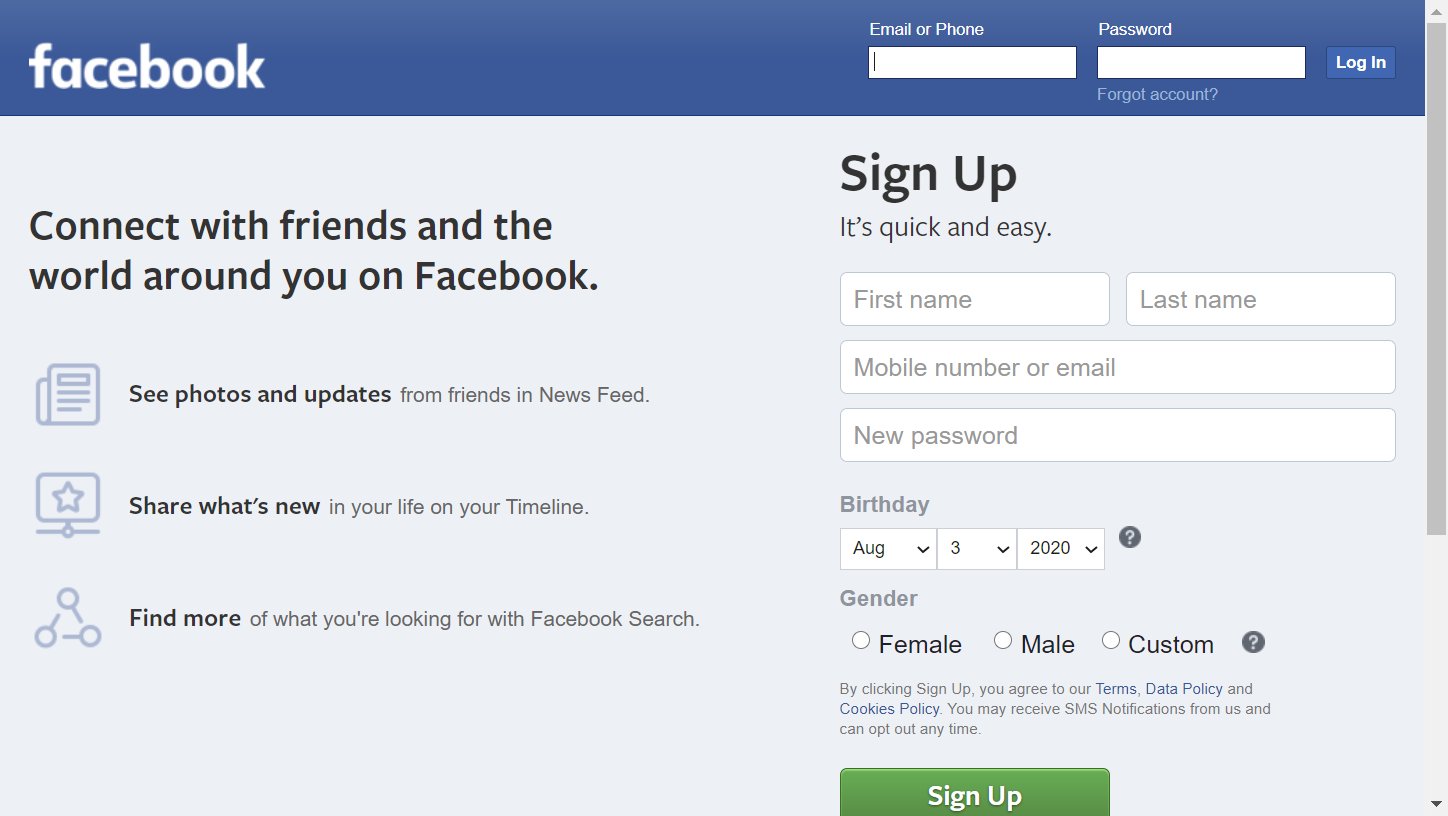 facebook
Email or Phone
Password
Log In
Forgot account?
Connect with friends and the
world around you on Facebook.
See photos and updates from friends in News Feed.
Share what's new in your life on your Timeline.
Find more of what you're looking for with Facebook Search.
Sign Up
It’s quick and easy.
First name Last name
Mobile number or email
New password
Birthday
Aug 3 2020 ?
Gender
Female Male Custom ?
By clicking Sign Up, you agree to our Terms, Data Policy and
Cookies Policy. You may receive SMS Notifications from us and
can opt out any time.
Sign Up